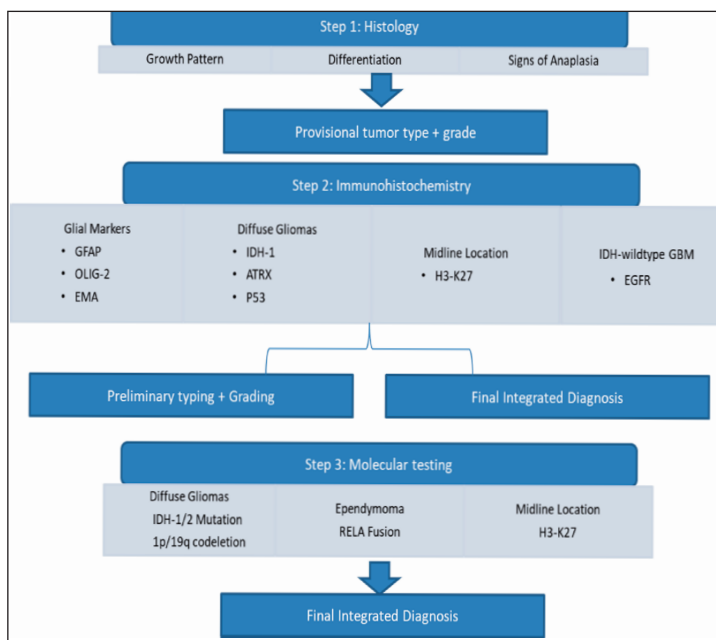 Step 1: Histology
Growth Pattern
Differentiation
Signs of Anaplasia
Provisional tumor type + grade
Step 2: Immunohistochemistry
Glial Markers
• GFAP
• OLIG-2
• EMA
Diffuse Gliomas
• IDH-1
• ATRX
• P53
Midline Location
• H3-K27
IDH-wildtype GBM
• EGFR
Preliminary typing + Grading
Final Integrated Diagnosis
Step 3: Molecular testing
Diffuse Gliomas
IDH-1/2 Mutation
1p/19q codeletion
Ependymoma
RELA Fusion
Midline Location
H3-K27
Final Integrated Diagnosis